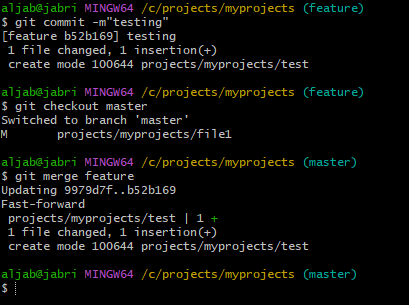 aljab@jabri MINGW64 /c/projects/myprojects (feature)
$ git commit -m"testing"
[feature b52b169] testing
 1 file changed, 1 insertion(+)
 create mode 100644 projects/myprojects/test
aljab@jabri MINGW64 /c/projects/myprojects (feature)
$ git checkout master
Switched to branch 'master'
M       projects/myprojects/file1
aljab@jabri MINGW64 /c/projects/myprojects (master)
$ git merge feature
Updating 9979d7f..b52b169
Fast-forward
 projects/myprojects/test | 1 +
 1 file changed, 1 insertion(+)
 create mode 100644 projects/myprojects/test
aljab@jabri MINGW64 /c/projects/myprojects (master)
$